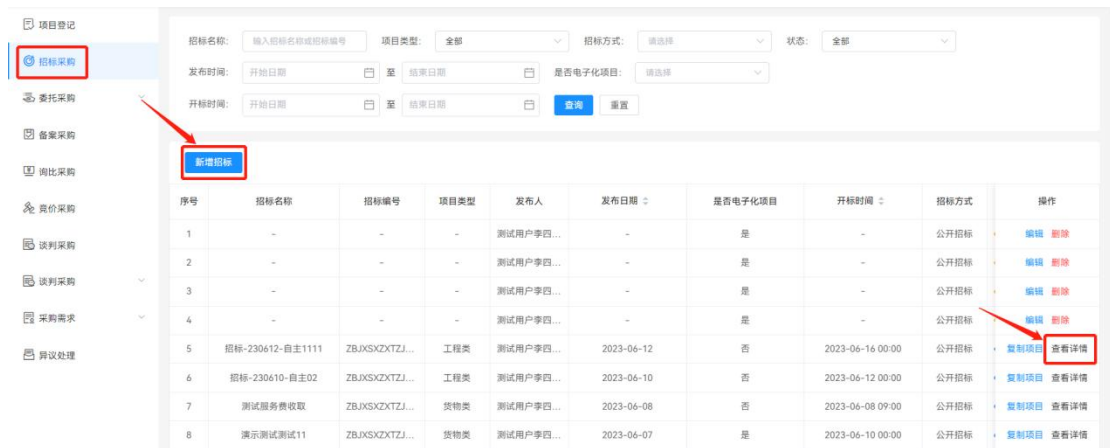 项目登记
招标采购
委托采购
备案采购
询比采购
竞价采购
谈判采购
谈判采购
采购需求
异议处理
招标名称: 输入招标名称或招标编号 项目类型: 全部 招标方式: 请选择 状态: 全部
发布时间: 开始日期 至 结束日期 是否电子化项目: 请选择
开标时间: 开始日期 至 结束日期 查询 重置
新增招标
序号 招标名称 招标编号 项目类型 发布人 发布日期 是否电子化项目 开标时间 招标方式 操作
1 - - - 测试用户李四... - 是 - 公开招标 编辑 删除
2 - - - 测试用户李四... - 是 - 公开招标 编辑 删除
3 - - - 测试用户李四... - 是 - 公开招标 编辑 删除
4 - - - 测试用户李四... - 是 - 公开招标 编辑 删除
5 招标-230612-自主1111 ZBJXSXZXTZJ... 工程类 测试用户李四... 2023-06-12 否 2023-06-16 00:00 公开招标 复制项目 查看详情
6 招标-230610-自主02 ZBJXSXZXTZJ... 工程类 测试用户李四... 2023-06-10 否 2023-06-12 00:00 公开招标 复制项目 查看详情
7 测试服务费收取 ZBJXSXZXTZJ... 货物类 测试用户李四... 2023-06-08 否 2023-06-08 09:00 公开招标 复制项目 查看详情
8 演示测试测试11 ZBJXSXZXTZJ... 货物类 测试用户李四... 2023-06-07 是 2023-06-10 00:00 公开招标 复制项目 查看详情